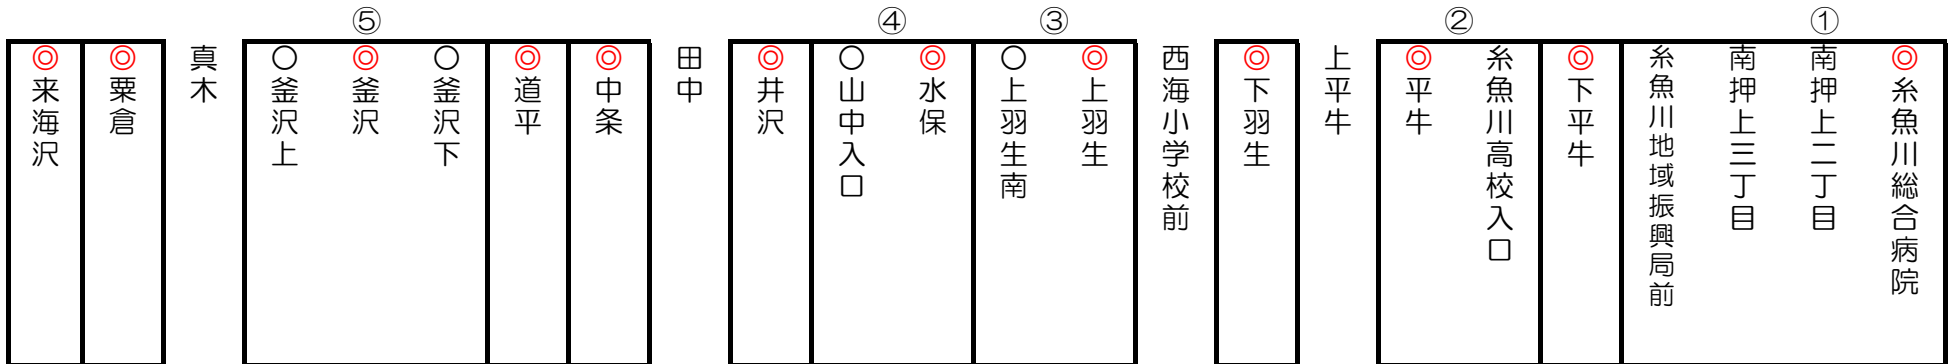 ①
◎糸魚川総合病院
南押上二丁目
南押上三丁目
糸魚川地域振興局前
◎下平牛
②
糸魚川高校入口
◎平牛
上平牛
◎下羽生
西海小学校前
③
◎上羽生
○上羽生南
④
◎水保
○山中入口
◎井沢
田中
◎中条
◎道平
⑤
○釜沢下
◎釜沢
○釜沢上
真木
◎粟倉
◎来海沢